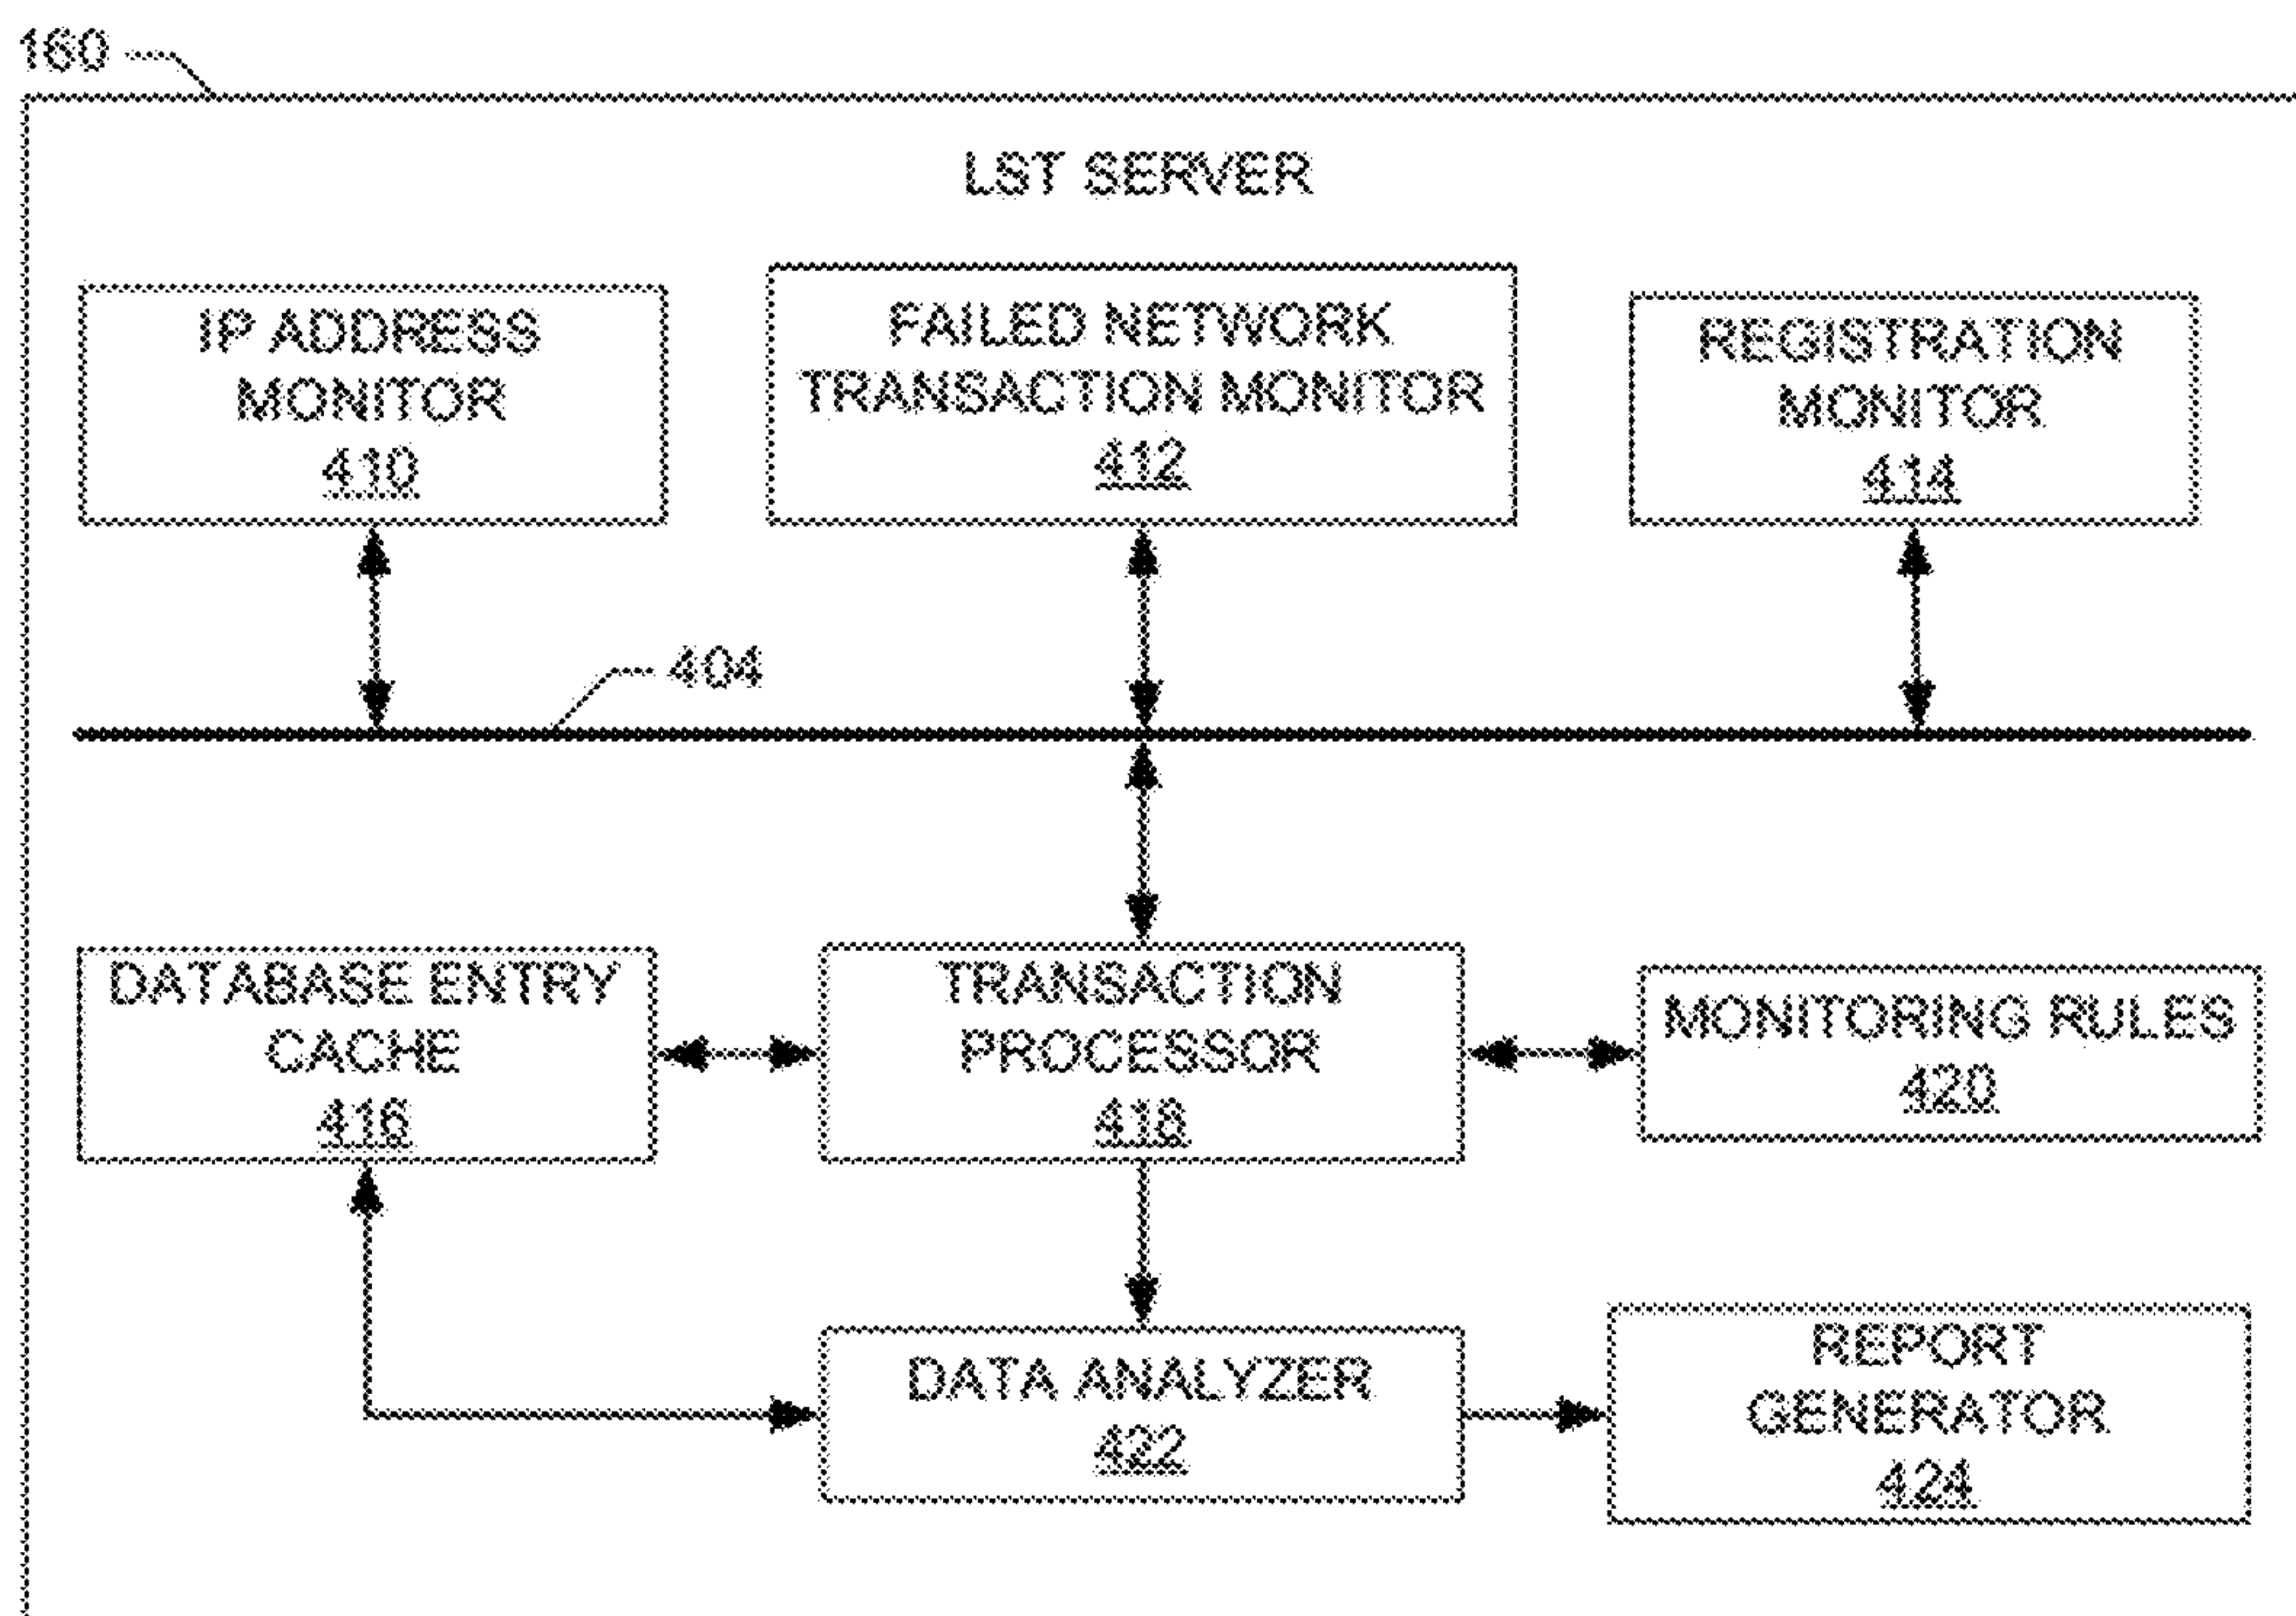 160
LST SERVER
IP ADDRESS
MONITOR
410
FAILED NETWORK
TRANSACTION MONITOR
412
REGISTRATION
MONITOR
414
404
DATABASE ENTRY
CACHE
416
TRANSACTION
PROCESSOR
418
MONITORING RULES
420
DATA ANALYZER
422
REPORT
GENERATOR
424